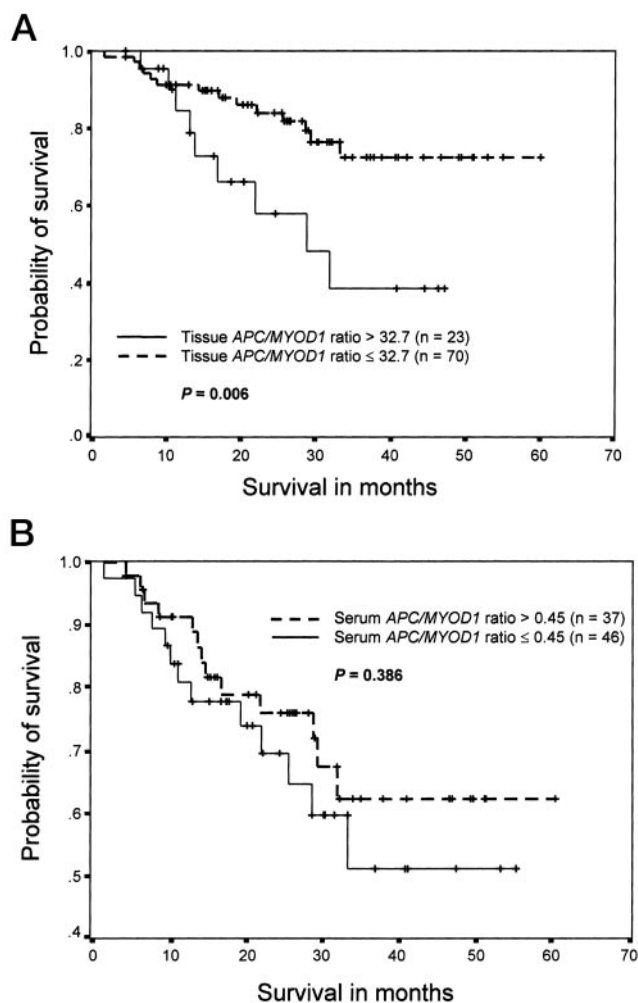 A
1.0
.8
.6
.4
.2
.0
Probability of survival
Tissue APC/MYOD1 ratio > 32.7 (n = 23)
Tissue APC/MYOD1 ratio ≤ 32.7 (n = 70)
P = 0.006
0 10 20 30 40 50 60 70
Survival in months
B
1.0
.9
.8
.7
.6
.5
.4
Probability of survival
Serum APC/MYOD1 ratio > 0.45 (n = 37)
Serum APC/MYOD1 ratio ≤ 0.45 (n = 46)
P = 0.386
0 10 20 30 40 50 60 70
Survival in months